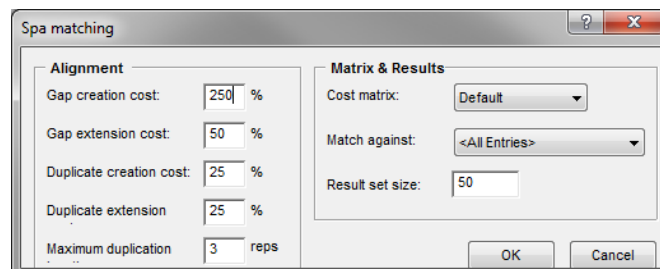 Spa matching
Alignment
Gap creation cost: 250 %
Gap extension cost: 50 %
Duplicate creation cost: 25 %
Duplicate extension
25 %
Maximum duplication
3 reps
Matrix & Results
Cost matrix: Default
Match against: <All Entries>
Result set size: 50
OK Cancel